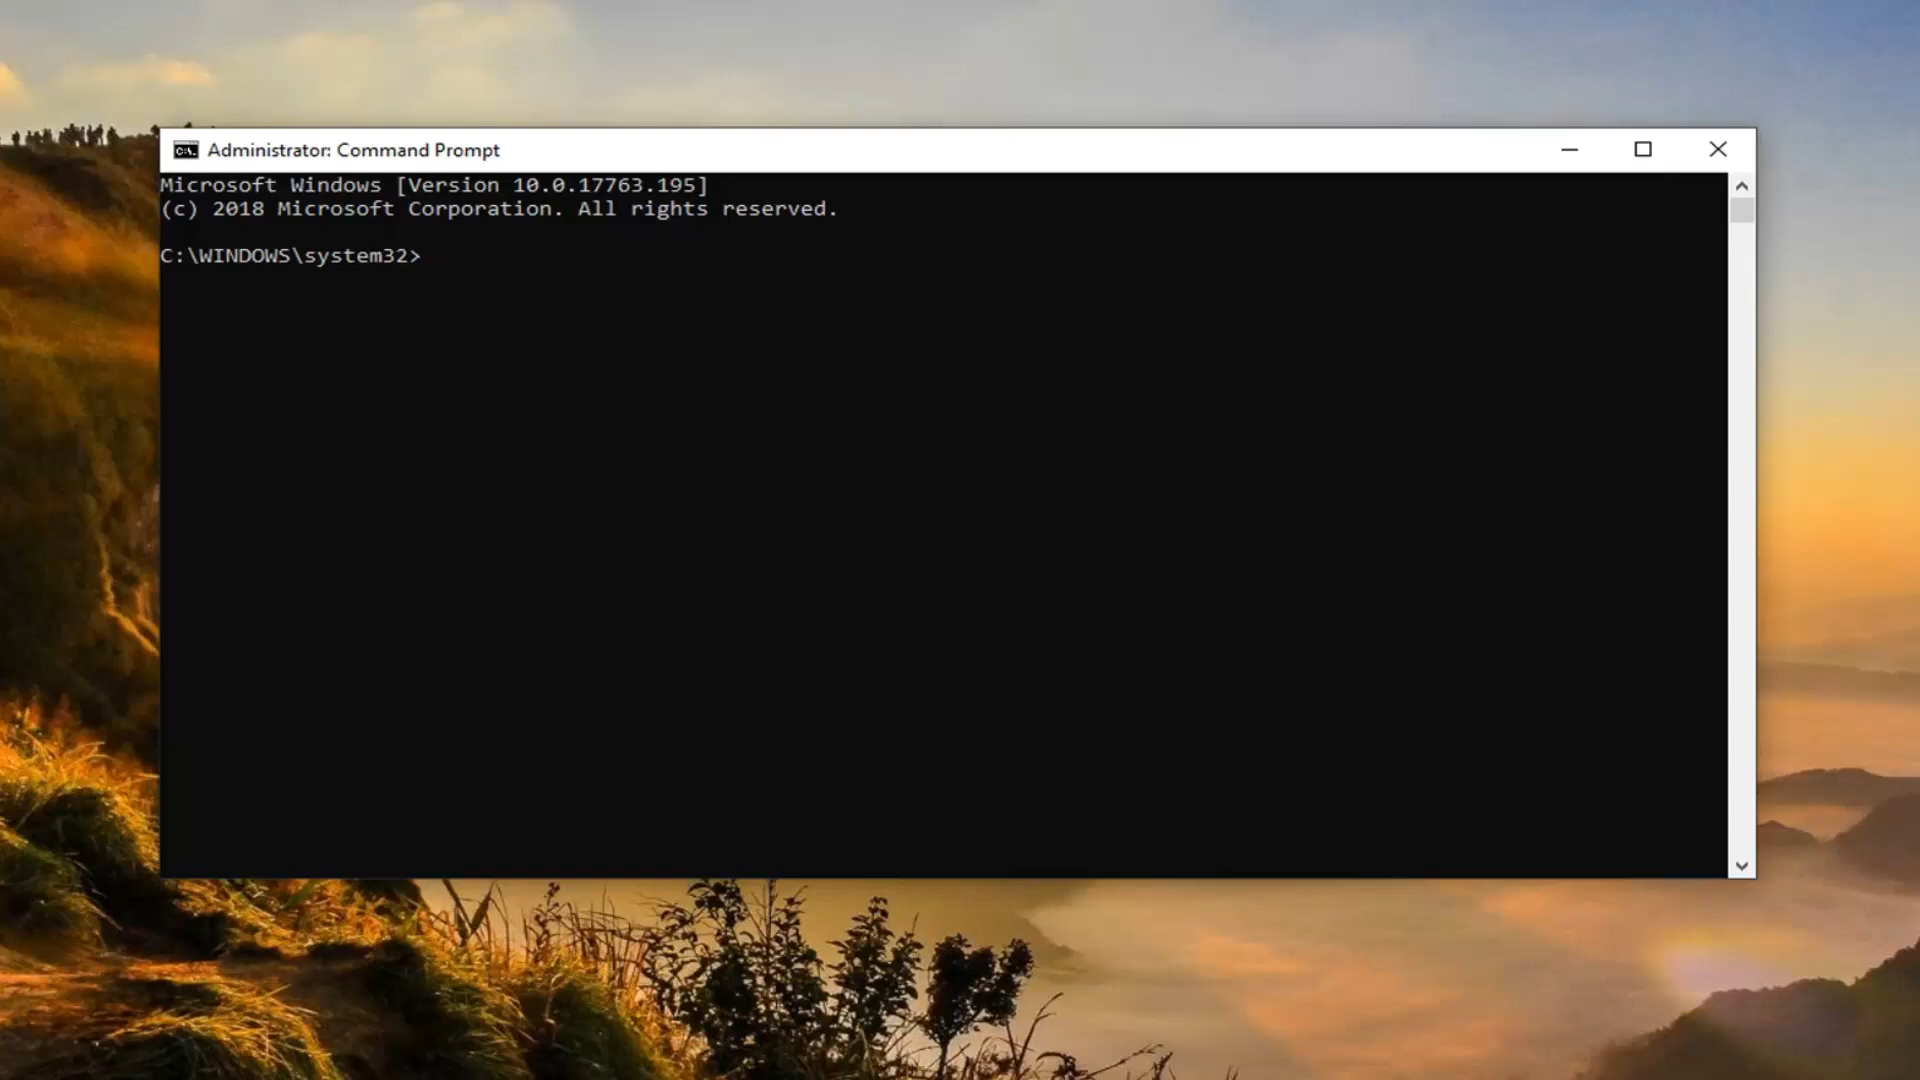 Administrator: Command Prompt
Microsoft Windows [Version 10.0.17763.195]
(c) 2018 Microsoft Corporation. All rights reserved.
C:\WINDOWS\system32>